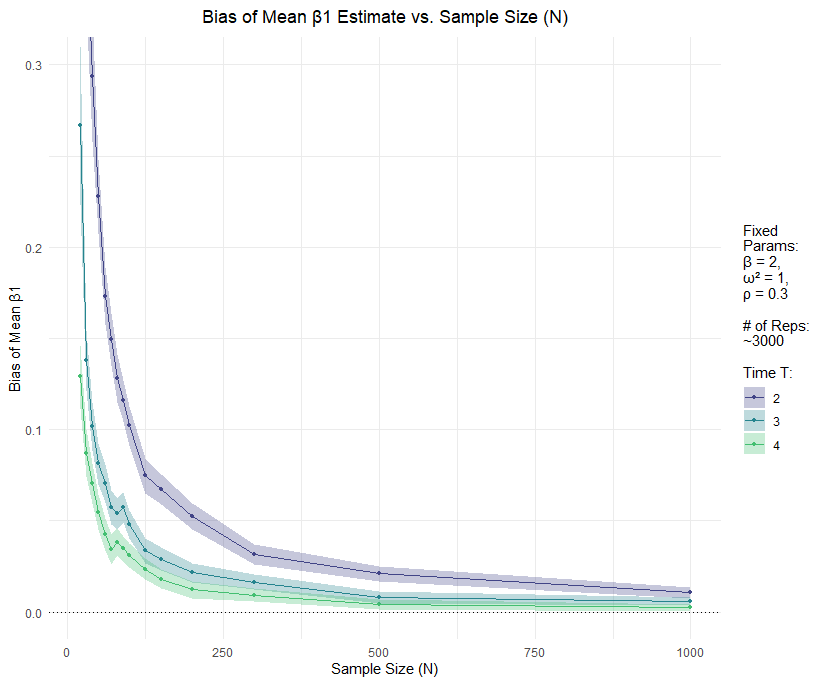 Bias of Mean β1 Estimate vs. Sample Size (N)
0.3
0.2
0.1
0.0
Bias of Mean β1
0
250
500
750
1000
Sample Size (N)
Fixed
Params:
β = 2,
ω² = 1,
ρ = 0.3
# of Reps:
~3000
Time T:
2
3
4